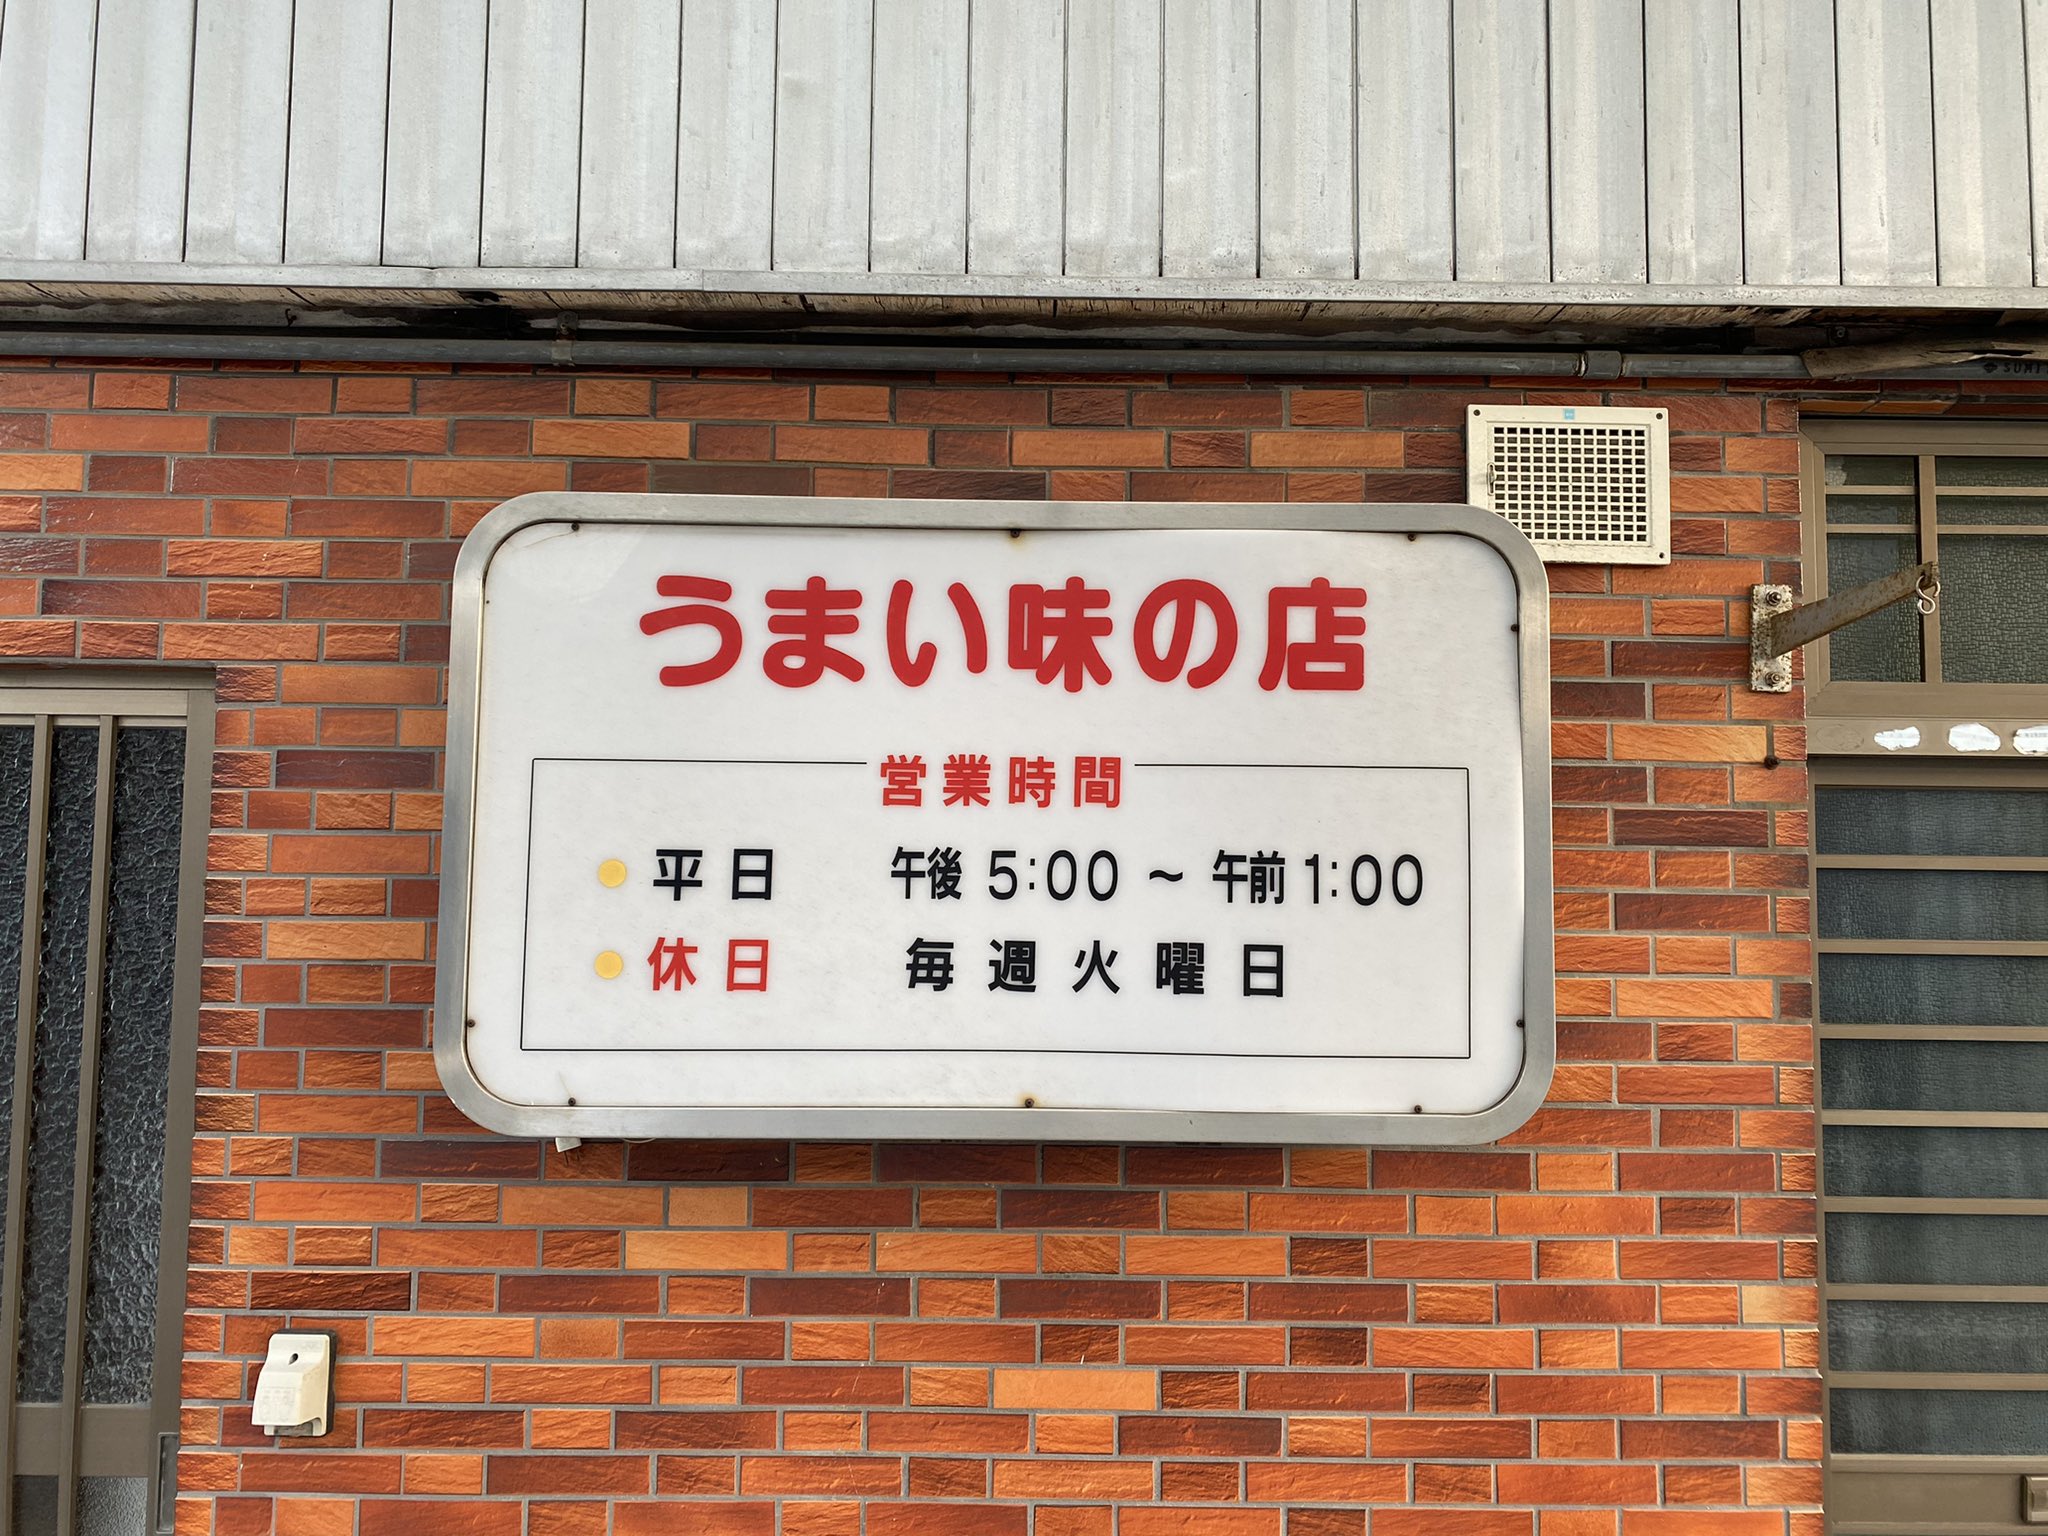 うまい味の店
営業時間
平日 午後 5:00 ~ 午前 1:00
休日 毎週火曜日